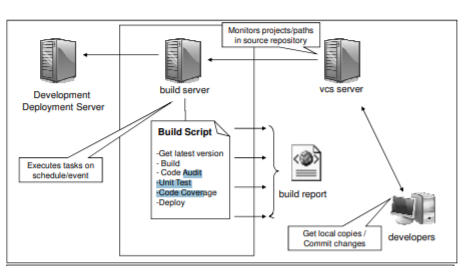 Monitors projects/paths
in source repository
Development
Deployment Server
build server
vcs server
Executes tasks on
schedule/event
Build Script
-Get latest version
- Build
- Code Audit
-Unit Test
-Code Coverage
-Deploy
build report
Get local copies /
Commit changes
developers